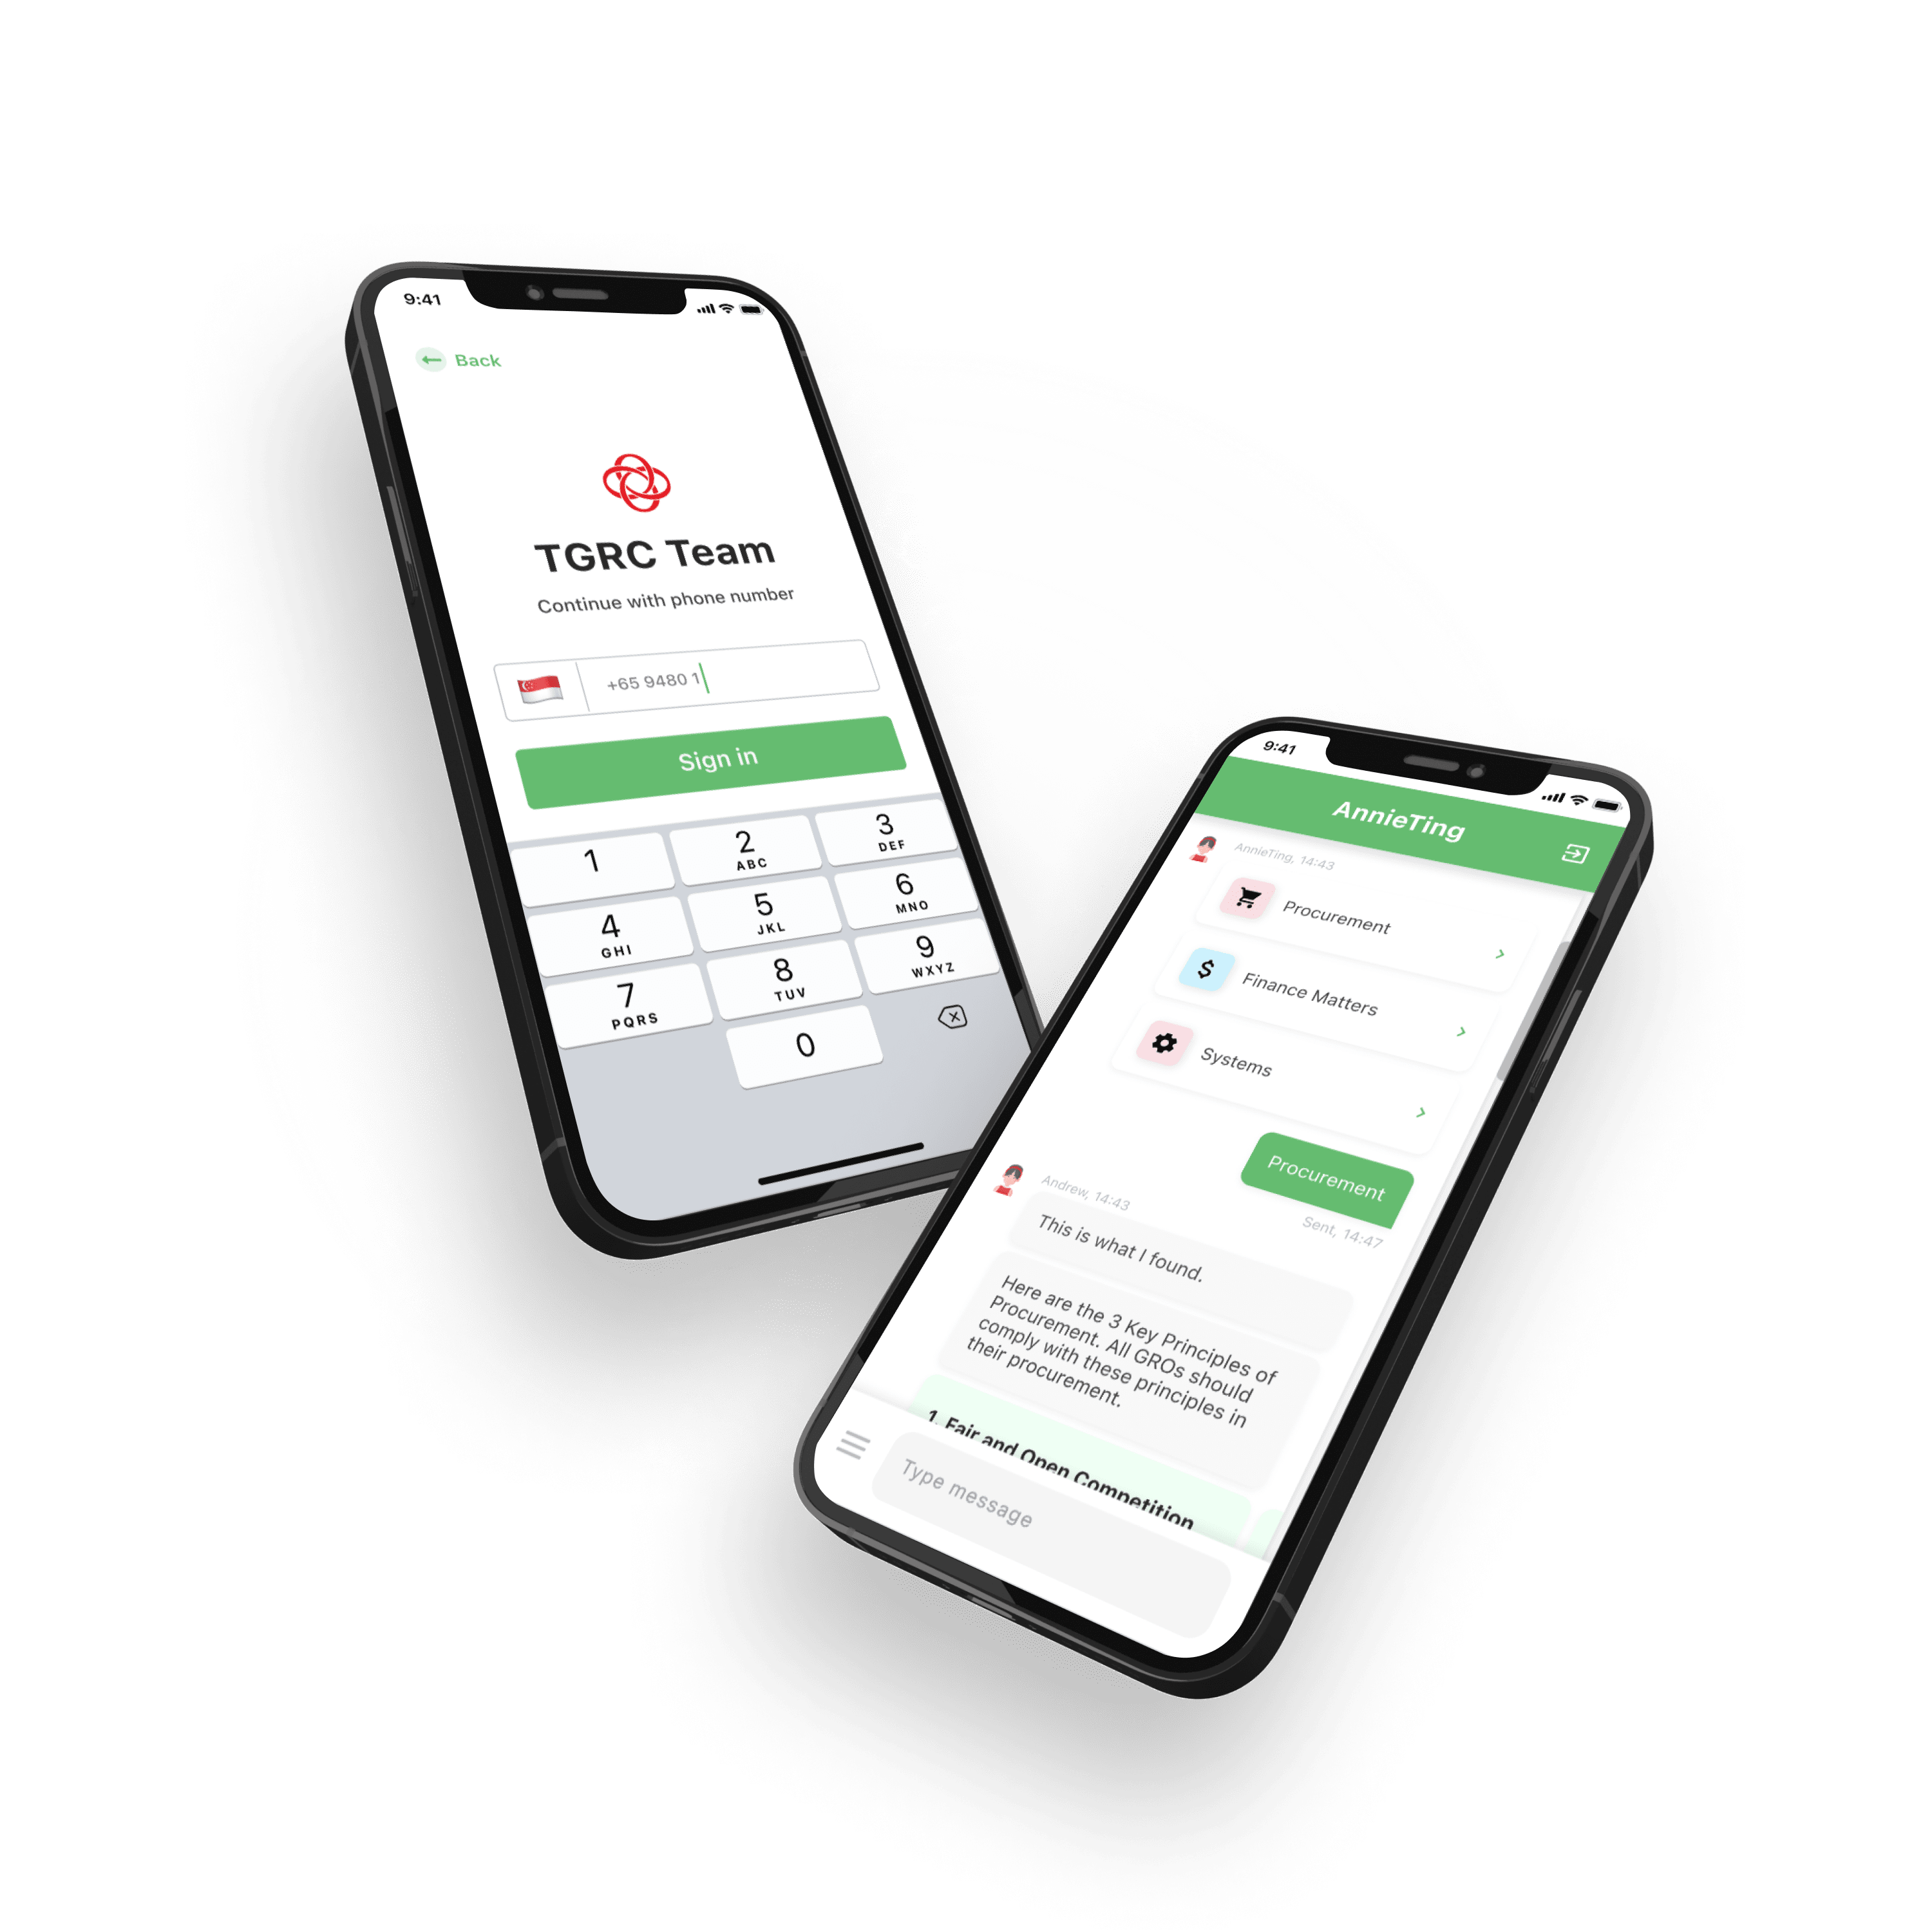 9:41
Back
TGRC Team
Continue with phone number
+65 9480 1
Sign in
1
2
ABC
3
DEF
4
GHI
5
JKL
6
MNO
7
PQRS
8
TUV
9
WXYZ
0
9:41
AnnieTing
AnnieTing, 14:43
Procurement
$
Finance Matters
Systems
Procurement
Sent, 14:47
Andrew, 14:43
This is what I found.
Here are the 3 Key Principles of
Procurement. All GROs should
comply with these principles in
their procurement.
1. Fair and Open Competition
Type message